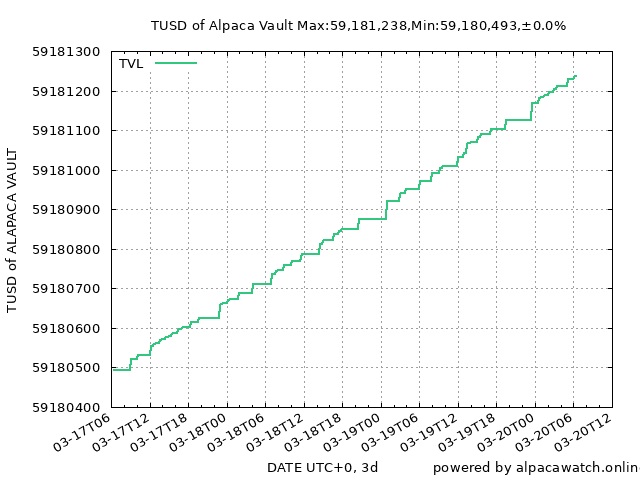 TUSD of Alpaca Vault Max:59,181,238,Min:59,180,493,±0.0%
TVL
TUSD of ALAPACA VAULT
59181300
59181200
59181100
59181000
59180900
59180800
59180700
59180600
59180500
59180400
03-17T06
03-17T12
03-17T18
03-18T00
03-18T06
03-18T12
03-18T18
03-19T00
03-19T06
03-19T12
03-19T18
03-20T00
03-20T06
03-20T12
DATE UTC+0, 3d
powered by alpacawatch.onlin